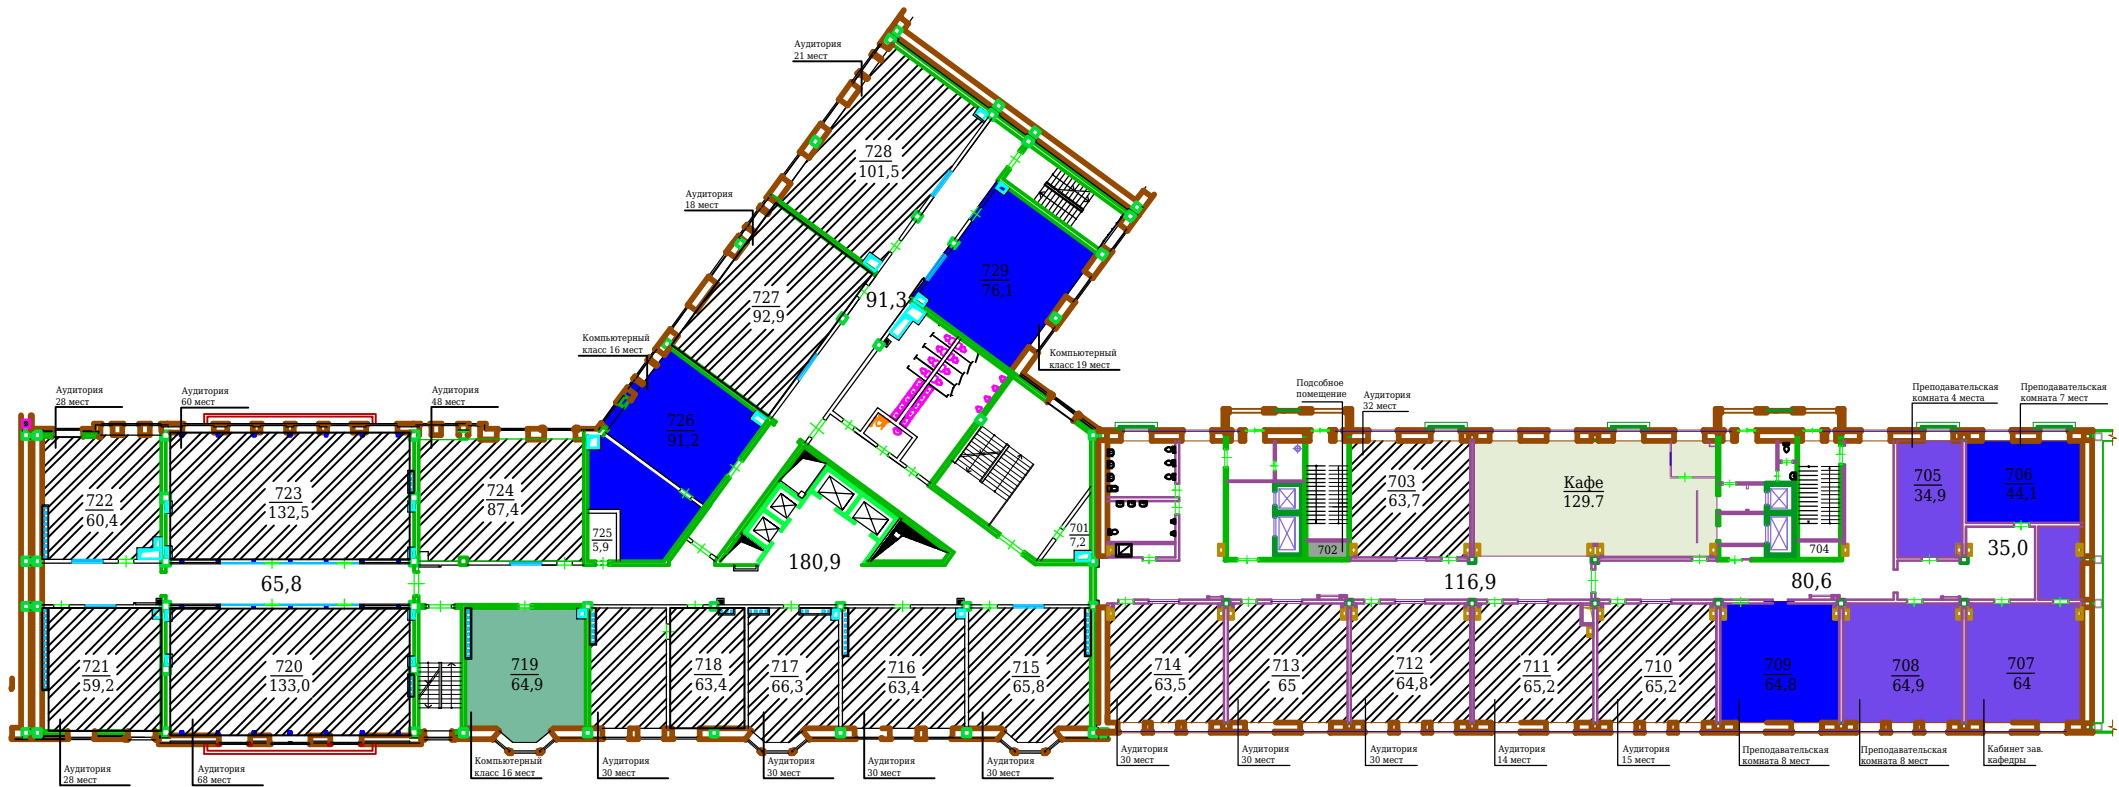 Аудитория
21 мест
728
101,5
Аудитория
18 мест
727
92,9
91,3
729
76,1
Компьютерный
класс 16 мест
Компьютерный
класс 19 мест
726
91,2
Аудитория
28 мест
Аудитория
60 мест
Аудитория
48 мест
722
60,4
723
132,5
724
87,4
725
5,9
701
7,2
180,9
65,8
Подсобное
помещение
Аудитория
32 мест
Преподавательская
комната 4 места
Преподавательская
комната 7 мест
703
63,7
Кафе
129.7
705
34,9
706
44,1
702
704
35,0
116,9
80,6
721
59,2
720
133,0
719
64,9
718
63,4
717
66,3
716
63,4
715
65,8
714
63,5
713
65
712
64,8
711
65,2
710
65,2
709
64,8
708
64,9
707
64
Аудитория
28 мест
Аудитория
68 мест
Компьютерный
класс 16 мест
Аудитория
30 мест
Аудитория
30 мест
Аудитория
30 мест
Аудитория
30 мест
Аудитория
30 мест
Аудитория
30 мест
Аудитория
30 мест
Аудитория
14 мест
Аудитория
15 мест
Преподавательская
комната 8 мест
Преподавательская
комната 8 мест
Кабинет зав.
кафедры